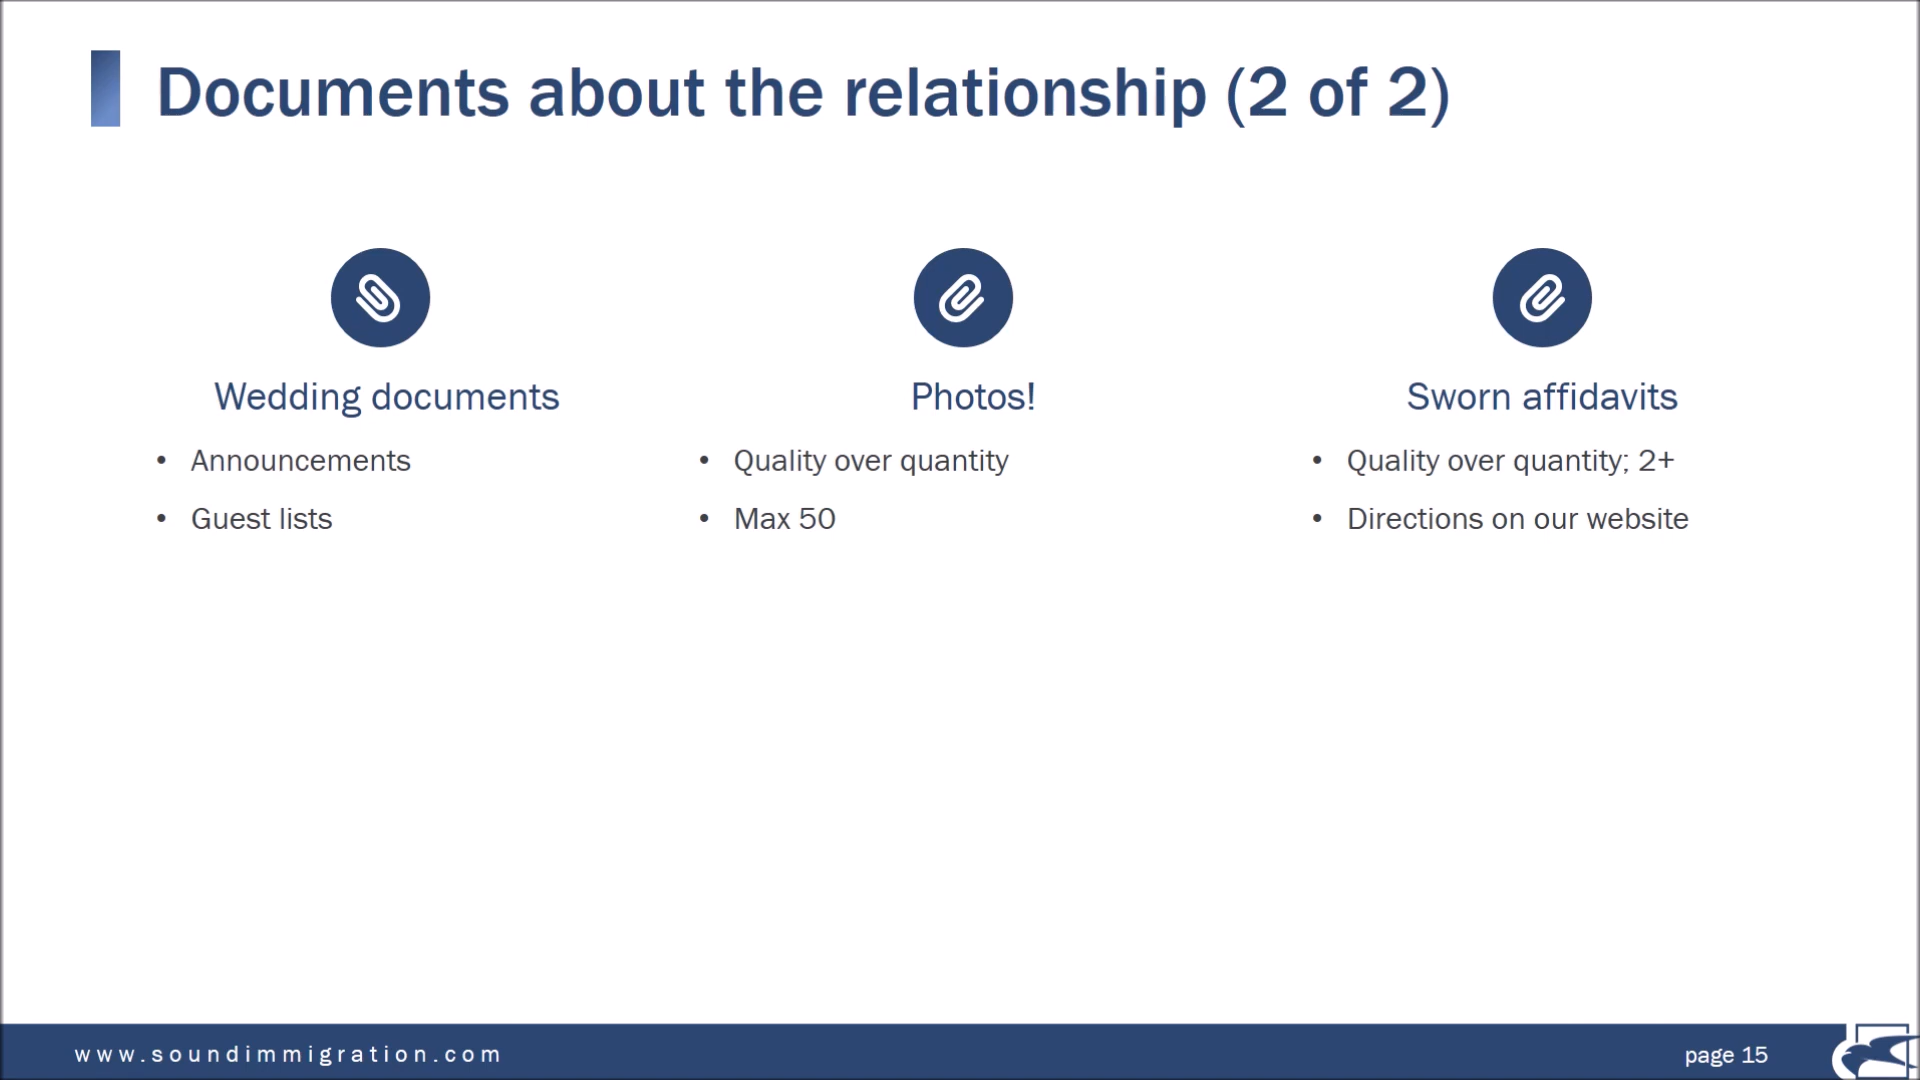 Documents about the relationship (2 of 2)
Wedding documents
• Announcements
• Guest lists
Photos!
• Quality over quantity
• Max 50
Sworn affidavits
• Quality over quantity; 2+
• Directions on our website
www.soundimmigration.com
page 15